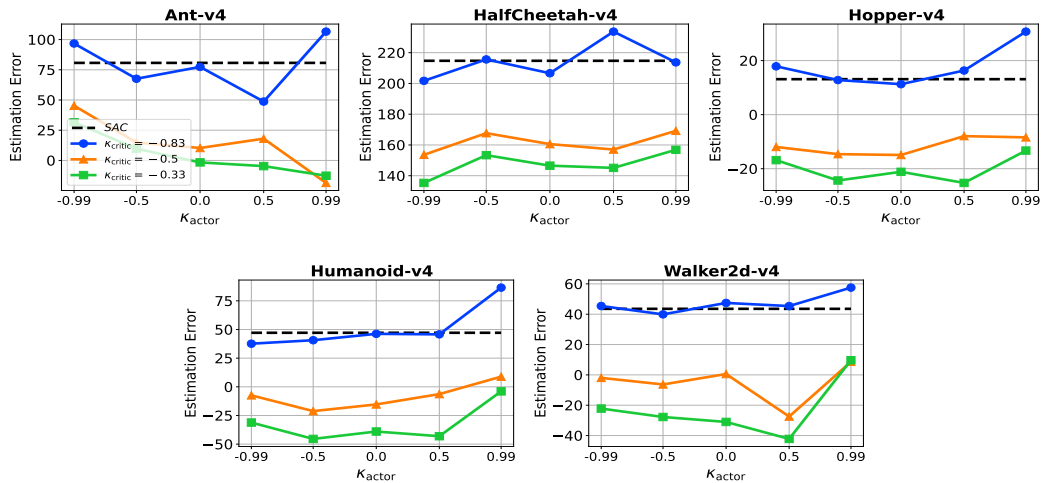 Ant-v4
Estimation Error
100
75
50
25
0
SAC
κcritic = −0.83
κcritic = −0.5
κcritic = −0.33
-0.99 -0.5 0.0 0.5 0.99
κactor
HalfCheetah-v4
Estimation Error
220
200
180
160
140
-0.99 -0.5 0.0 0.5 0.99
κactor
Hopper-v4
Estimation Error
20
0
−20
-0.99 -0.5 0.0 0.5 0.99
κactor
Humanoid-v4
Estimation Error
75
50
25
0
−25
−50
-0.99 -0.5 0.0 0.5 0.99
κactor
Walker2d-v4
Estimation Error
60
40
20
0
−20
−40
-0.99 -0.5 0.0 0.5 0.99
κactor